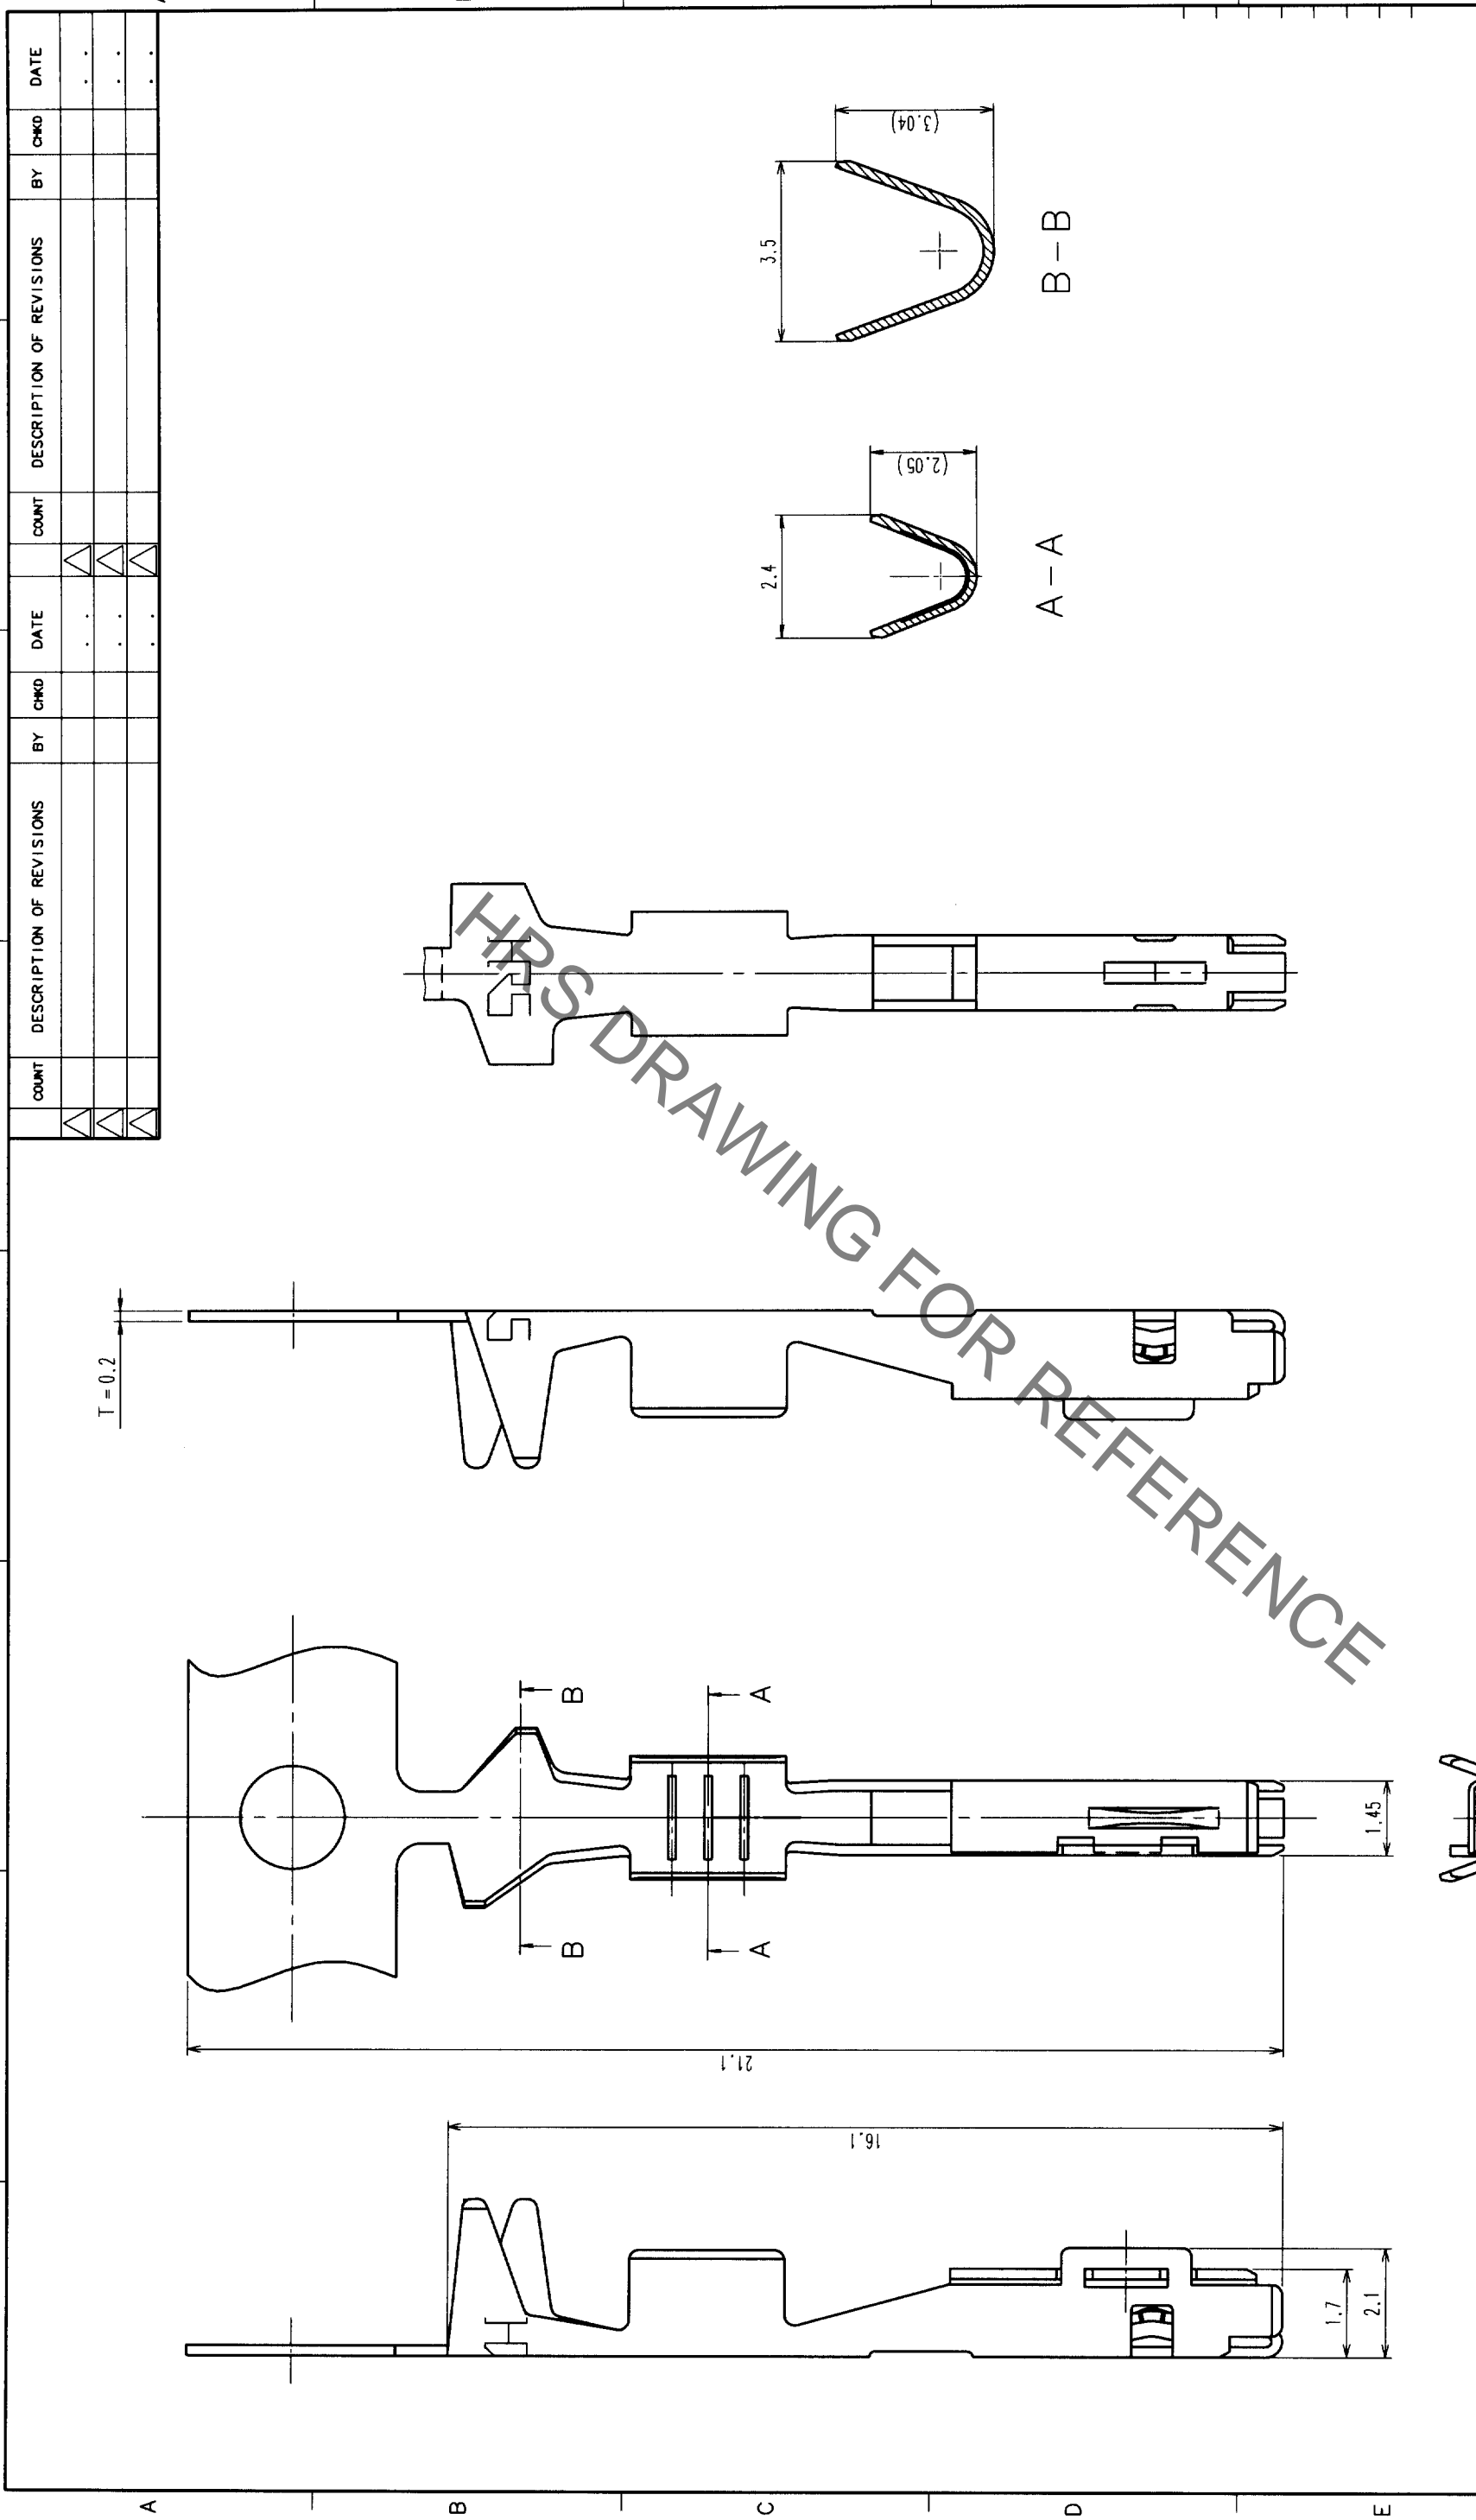 COUNT DESCRIPTION OF REVISIONS BY CHKD DATE COUNT DESCRIPTION OF REVISIONS BY CHKD DATE
T=0.2
3.5
(3.04)
B-B
2.4
(2.05)
A-A
H
B
B
A
A
21.1
16.1
1.45
1.7
2.1
HRS DRAWING FOR REFERENCE
A
B
C
D
E